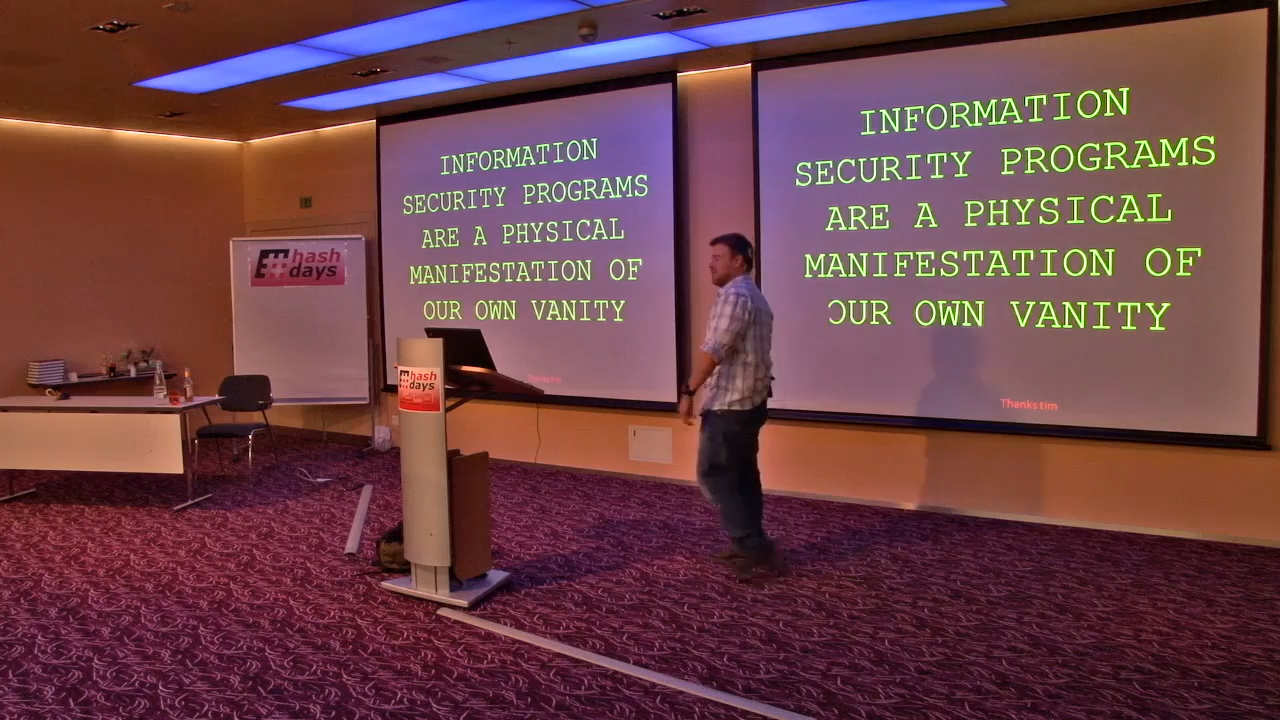 hash
days
INFORMATION
SECURITY PROGRAMS
ARE A PHYSICAL
MANIFESTATION OF
OUR OWN VANITY
Thanks tim
INFORMATION
SECURITY PROGRAMS
ARE A PHYSICAL
MANIFESTATION OF
OUR OWN VANITY
Thanks tim
hash
days